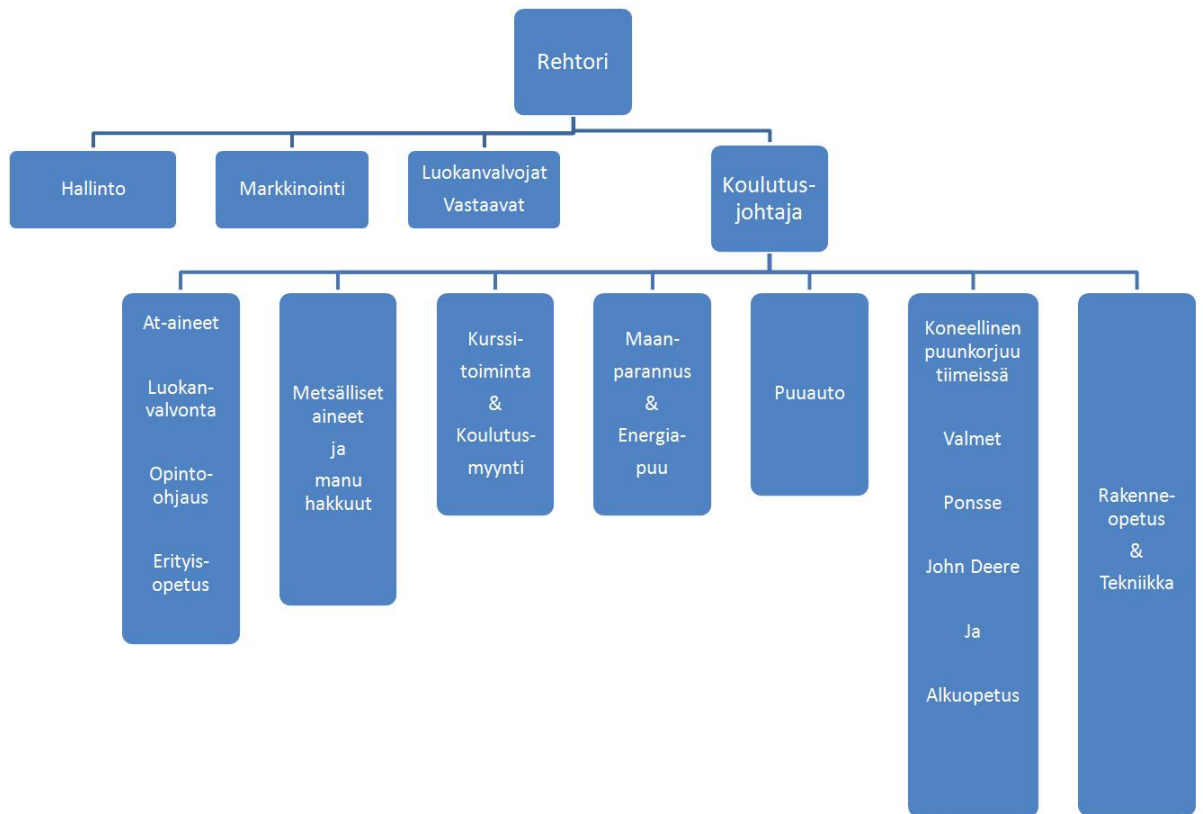 Rehtori
Hallinto
Markkinointi
Luokanvalvojat
Vastaavat
Koulutus-
johtaja
At-aineet
Luokan-
valvonta
Opinto-
ohjaus
Erityis-
opetus
Metsälliset
aineet
ja
manu
hakkuut
Kurssi-
toiminta
&
Koulutus-
myynti
Maan-
parannus
&
Energia-
puu
Puuauto
Koneellinen
puunkorjuu
tiimeissä
Valmet
Ponsse
John Deere
Ja
Alkuopetus
Rakenne-
opetus
&
Tekniikka